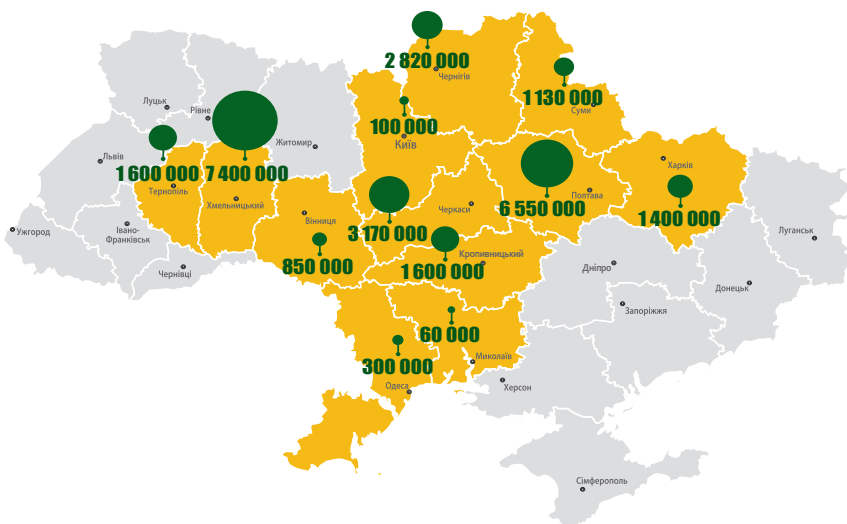 2 820 000
Чернігів
1 130 000
Суми
Луцьк
Рівне
100 000
Київ
Житомир
Львів
1 600 000
Тернопіль
7 400 000
Хмельницький
6 550 000
Полтава
Харків
1 400 000
Вінниця
Черкаси
3 170 000
Ужгород
Івано-
Франківськ
Луганськ
850 000
Кропивницький
1 600 000
Чернівці
Дніпро
Донецьк
60 000
Запоріжжя
300 000
Миколаїв
Одеса
Херсон
Сімферополь